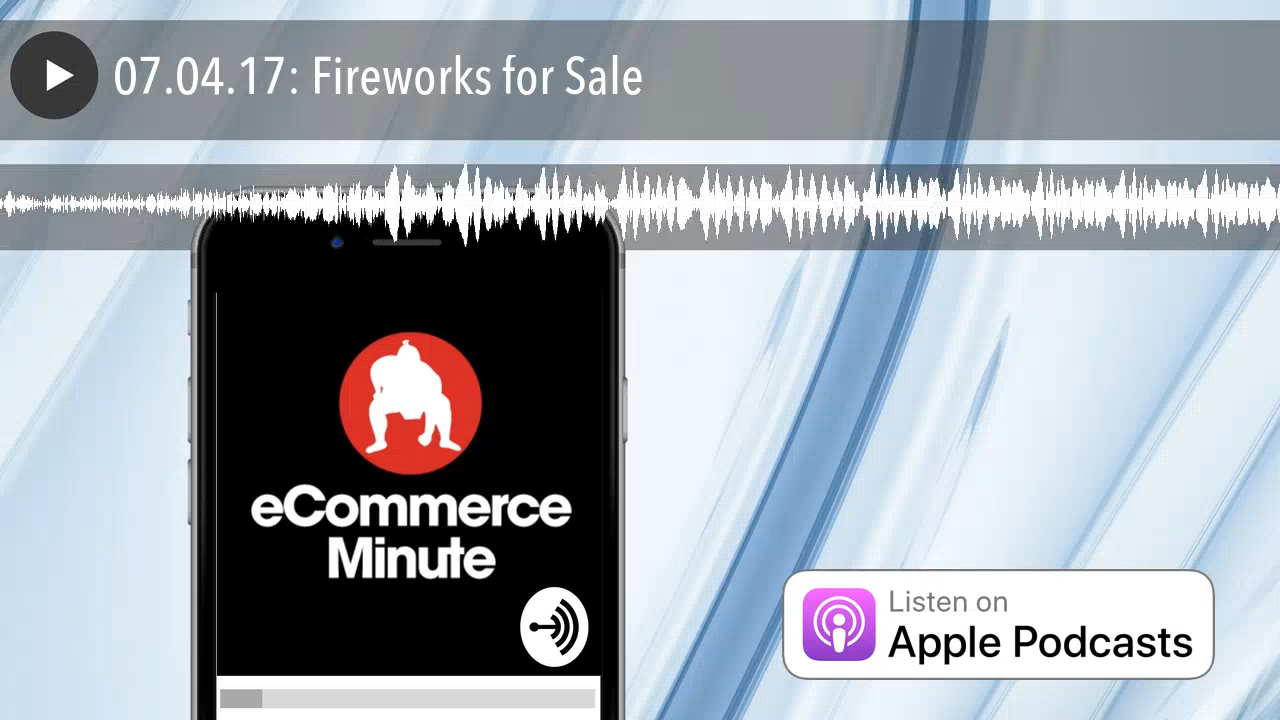 07.04.17: Fireworks for Sale
eCommerce
Minute
Listen on
Apple Podcasts